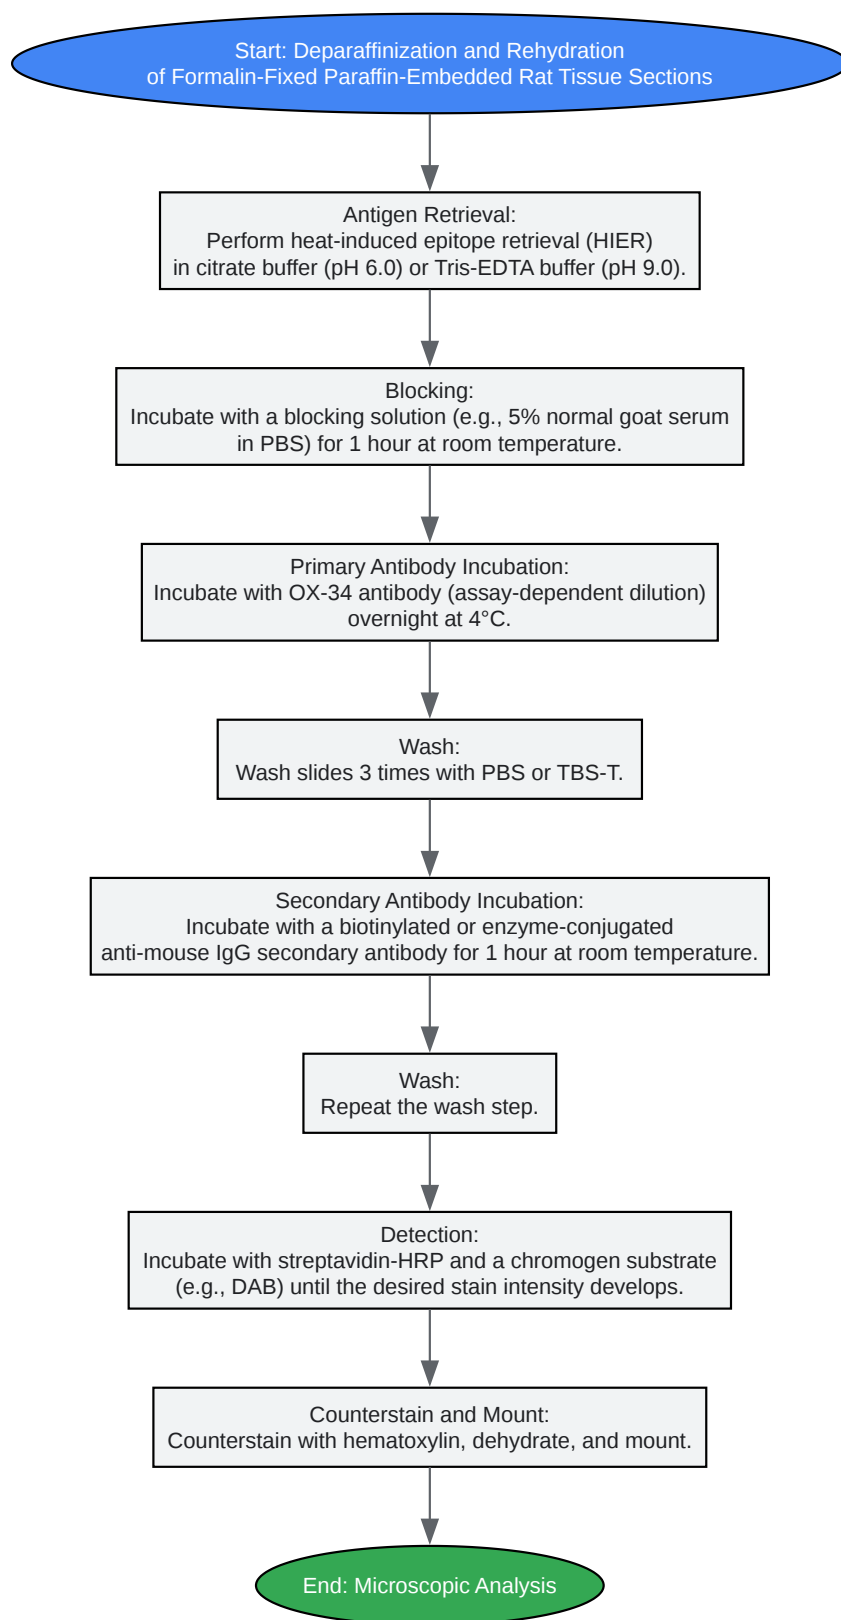 Start: Deparaffinization and Rehydration
of Formalin-Fixed Paraffin-Embedded Rat Tissue Sections
Antigen Retrieval:
Perform heat-induced epitope retrieval (HIER)
in citrate buffer (pH 6.0) or Tris-EDTA buffer (pH 9.0).
Blocking:
Incubate with a blocking solution (e.g., 5% normal goat serum
in PBS) for 1 hour at room temperature.
Primary Antibody Incubation:
Incubate with OX-34 antibody (assay-dependent dilution)
overnight at 4°C.
Wash:
Wash slides 3 times with PBS or TBS-T.
Secondary Antibody Incubation:
Incubate with a biotinylated or enzyme-conjugated
anti-mouse IgG secondary antibody for 1 hour at room temperature.
Wash:
Repeat the wash step.
Detection:
Incubate with streptavidin-HRP and a chromogen substrate
(e.g., DAB) until the desired stain intensity develops.
Counterstain and Mount:
Counterstain with hematoxylin, dehydrate, and mount.
End: Microscopic Analysis